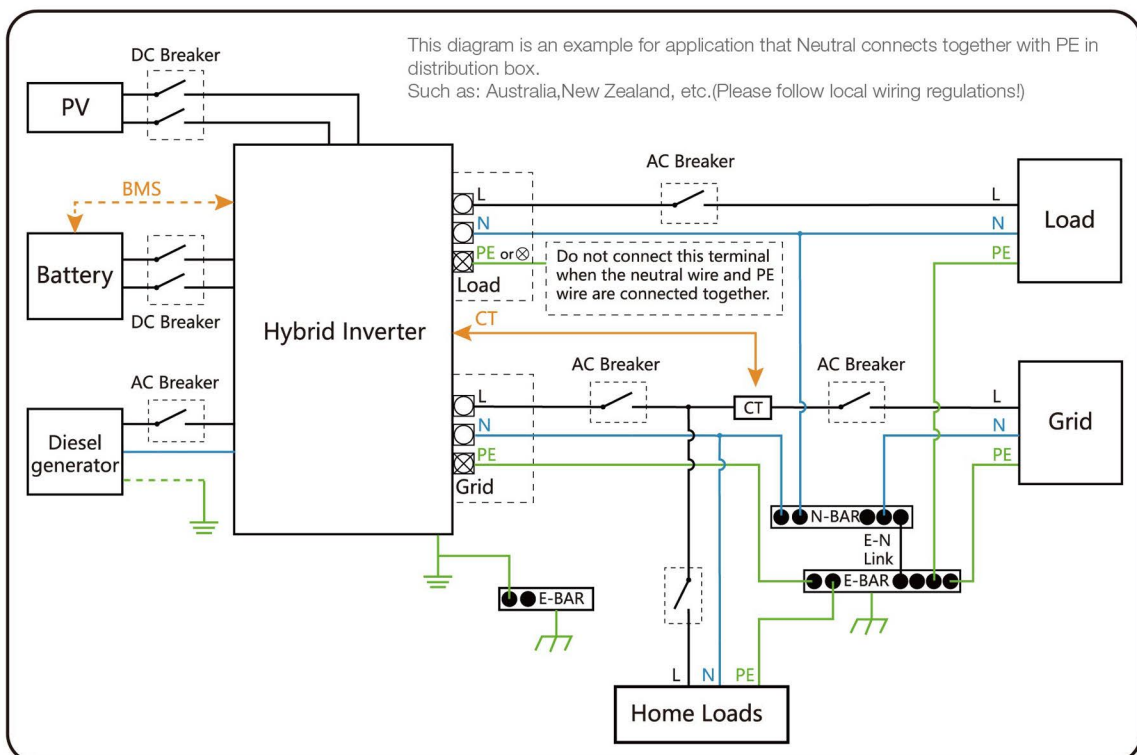 This diagram is an example for application that Neutral connects together with PE in
distribution box.
Such as: Australia,New Zealand, etc.(Please follow local wiring regulations!)
DC Breaker
PV
BMS
Battery
DC Breaker
AC Breaker
Diesel
generator
Hybrid Inverter
L
N
PE or
Load
Do not connect this terminal
when the neutral wire and PE
wire are connected together.
AC Breaker
L
N
PE
Load
CT
AC Breaker
CT
AC Breaker
L
N
PE
Grid
L
N
PE
Grid
N-BAR
E-N
Link
E-BAR
E-BAR
L
N
PE
Home Loads